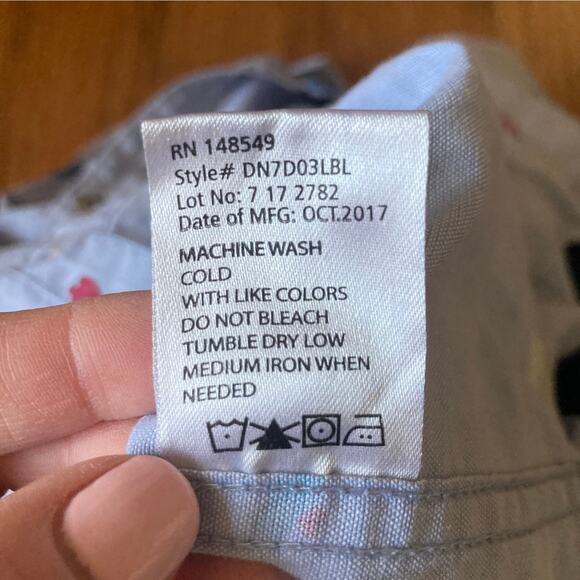 RN 148549
Style# DN7D03LBL
Lot No: 7 17 2782
Date of MFG: OCT.2017
MACHINE WASH
COLD
WITH LIKE COLORS
DO NOT BLEACH
TUMBLE DRY LOW
MEDIUM IRON WHEN
NEEDED